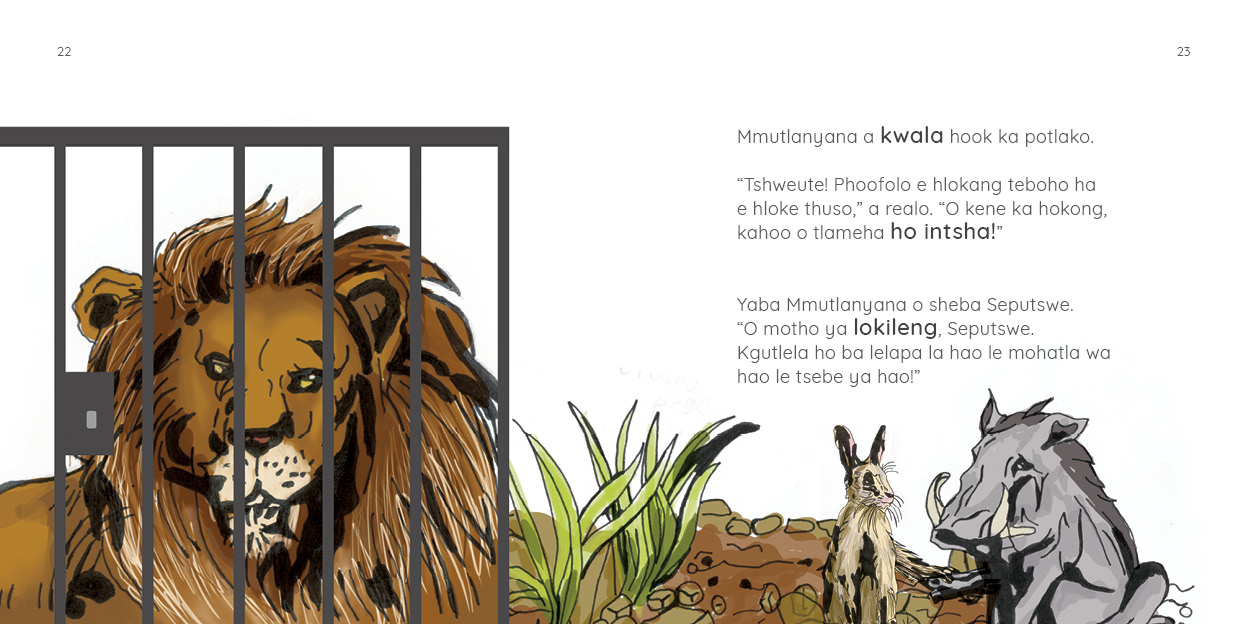 22
23
Mmutlanyana a kwala hook ka potlako.
“Tshweute! Phoofolo e hlokang teboho ha
e hloke thuso,” a realo. “O kene ka hokong,
kahoo o tlameha ho intsha!”
Yaba Mmutlanyana o sheba Seputswe.
“O motho ya lokileng, Seputswe.
Kgutlela ho ba lelapa la hao le mohatla wa
hao le tsebe ya hao!”